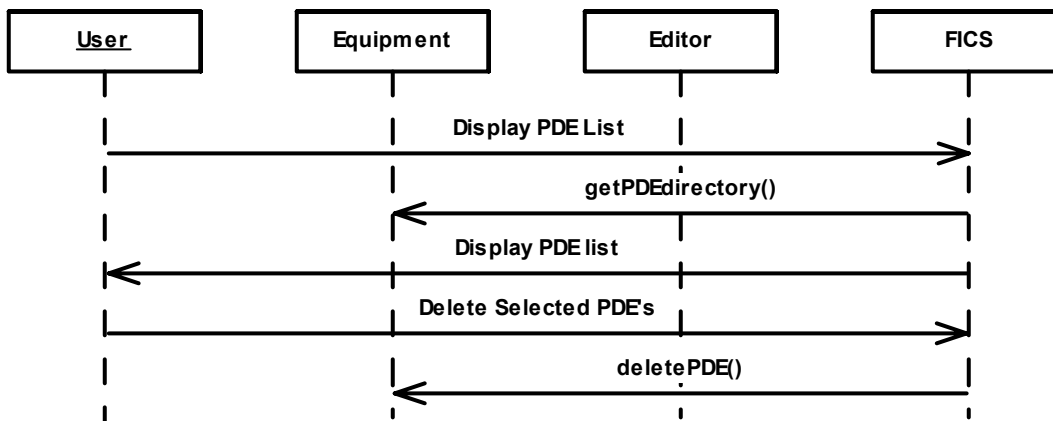 User
Equipment
Editor
FICS
Display PDE List
getPDEdirectory()
Display PDE list
Delete Selected PDE's
deletePDE()